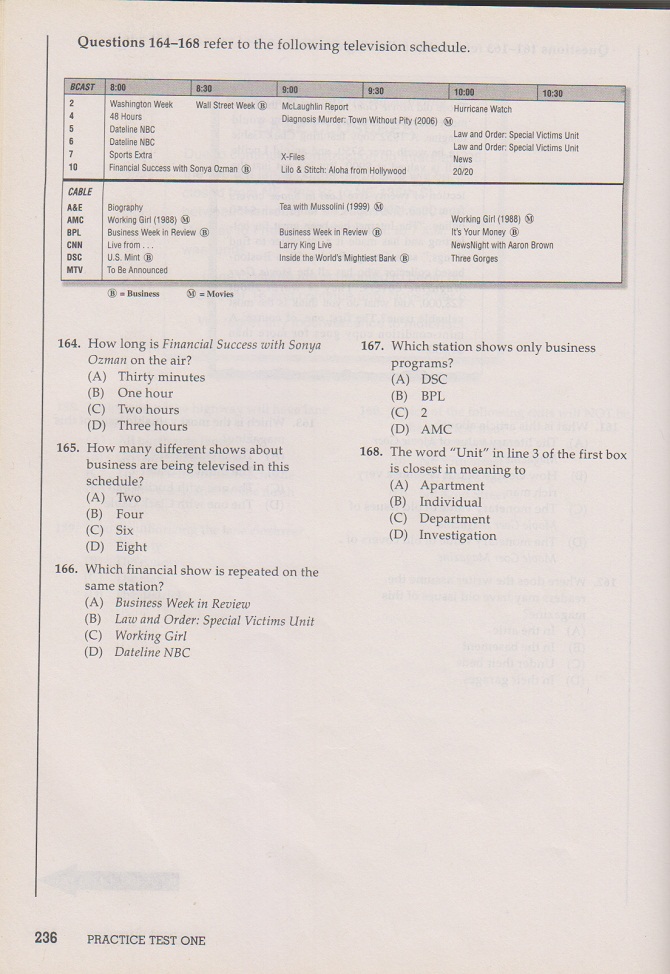 Questions 164–168 refer to the following television schedule.
BCAST 8:00 8:30 9:00 9:30 10:00 10:30
2 Washington Week Wall Street Week Ⓑ McLaughlin Report Hurricane Watch
4 48 Hours Diagnosis Murder: Town Without Pity (2006) Ⓜ
5 Dateline NBC Law and Order: Special Victims Unit
6 Dateline NBC Law and Order: Special Victims Unit
7 Sports Extra X-Files News
10 Financial Success with Sonya Ozman Ⓑ Lilo & Stitch: Aloha from Hollywood 20/20
CABLE
A&E Biography Tea with Mussolini (1999) Ⓜ
AMC Working Girl (1988) Ⓜ Working Girl (1988) Ⓜ
BPL Business Week in Review Ⓑ Business Week in Review Ⓑ It's Your Money Ⓑ
CNN Live from . . . Larry King Live NewsNight with Aaron Brown
DSC U.S. Mint Ⓑ Inside the World's Mightiest Bank Ⓑ Three Gorges
MTV To Be Announced
Ⓑ = Business Ⓜ = Movies
164. How long is Financial Success with Sonya
Ozman on the air?
(A) Thirty minutes
(B) One hour
(C) Two hours
(D) Three hours
165. How many different shows about
business are being televised in this
schedule?
(A) Two
(B) Four
(C) Six
(D) Eight
166. Which financial show is repeated on the
same station?
(A) Business Week in Review
(B) Law and Order: Special Victims Unit
(C) Working Girl
(D) Dateline NBC
167. Which station shows only business
programs?
(A) DSC
(B) BPL
(C) 2
(D) AMC
168. The word "Unit" in line 3 of the first box
is closest in meaning to
(A) Apartment
(B) Individual
(C) Department
(D) Investigation
236 PRACTICE TEST ONE